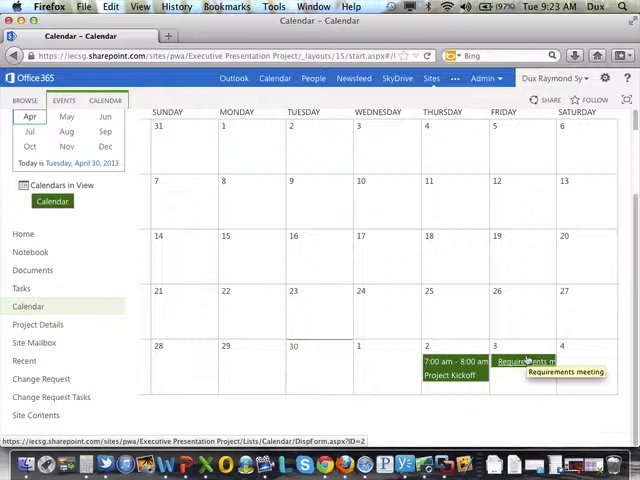 Firefox File Edit View History Bookmarks Tools Window Help (97%) Tue 9:23 AM Dux
Calendar – Calendar
Calendar – Calendar
https://iecsg.sharepoint.com/sites/pwa/Executive Presentation Project/_layouts/15/start.aspx#/
Bing
Office 365 Outlook Calendar People Newsfeed SkyDrive Sites ••• Admin Dux Raymond Sy ?
BROWSE EVENTS CALENDAR SHARE FOLLOW
Apr May Jun
Jul Aug Sep
Oct Nov Dec
Today is Tuesday, April 30, 2013
Calendars in View
Calendar
Home
Notebook
Documents
Tasks
Calendar
Project Details
Site Mailbox
Recent
Change Request
Change Request Tasks
Site Contents
SUNDAY MONDAY TUESDAY WEDNESDAY THURSDAY FRIDAY SATURDAY
31 1 2 3 4 5 6
7 8 9 10 11 12 13
14 15 16 17 18 19 20
21 22 23 24 25 26 27
28 29 30 1 2 3 4
7:00 am - 8:00 am Requirements m
Project Kickoff
Requirements meeting
https://iecsg.sharepoint.com/sites/pwa/Executive Presentation Project/Lists/Calendar/DispForm.aspx?ID=2